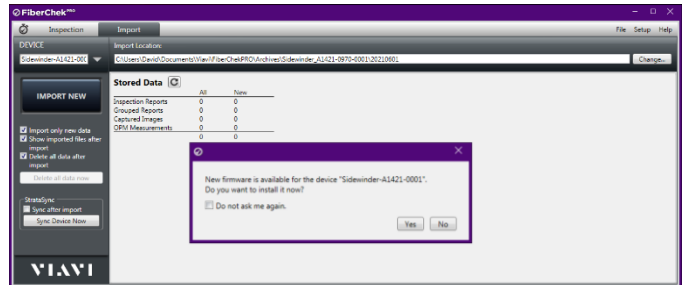 FiberChekPRO
Inspection Import File Setup Help
DEVICE
Sidewinder-A1421-00(
Import Location:
C:\Users\David\Documents\Viavi\FiberChekPRO\Archives\Sidewinder_A1421-0970-0001\20210601
Change...
IMPORT NEW
Import only new data
Show imported files after
import
Delete all data after
import
Delete all data now
StrataSync
Sync after import
Sync Device Now
VIAVI
Stored Data
All New
Inspection Reports 0 0
Grouped Reports 0 0
Captured Images 0 0
OPM Measurements 0 0
0 0
New firmware is available for the device "Sidewinder-A1421-0001".
Do you want to install it now?
Do not ask me again.
Yes No